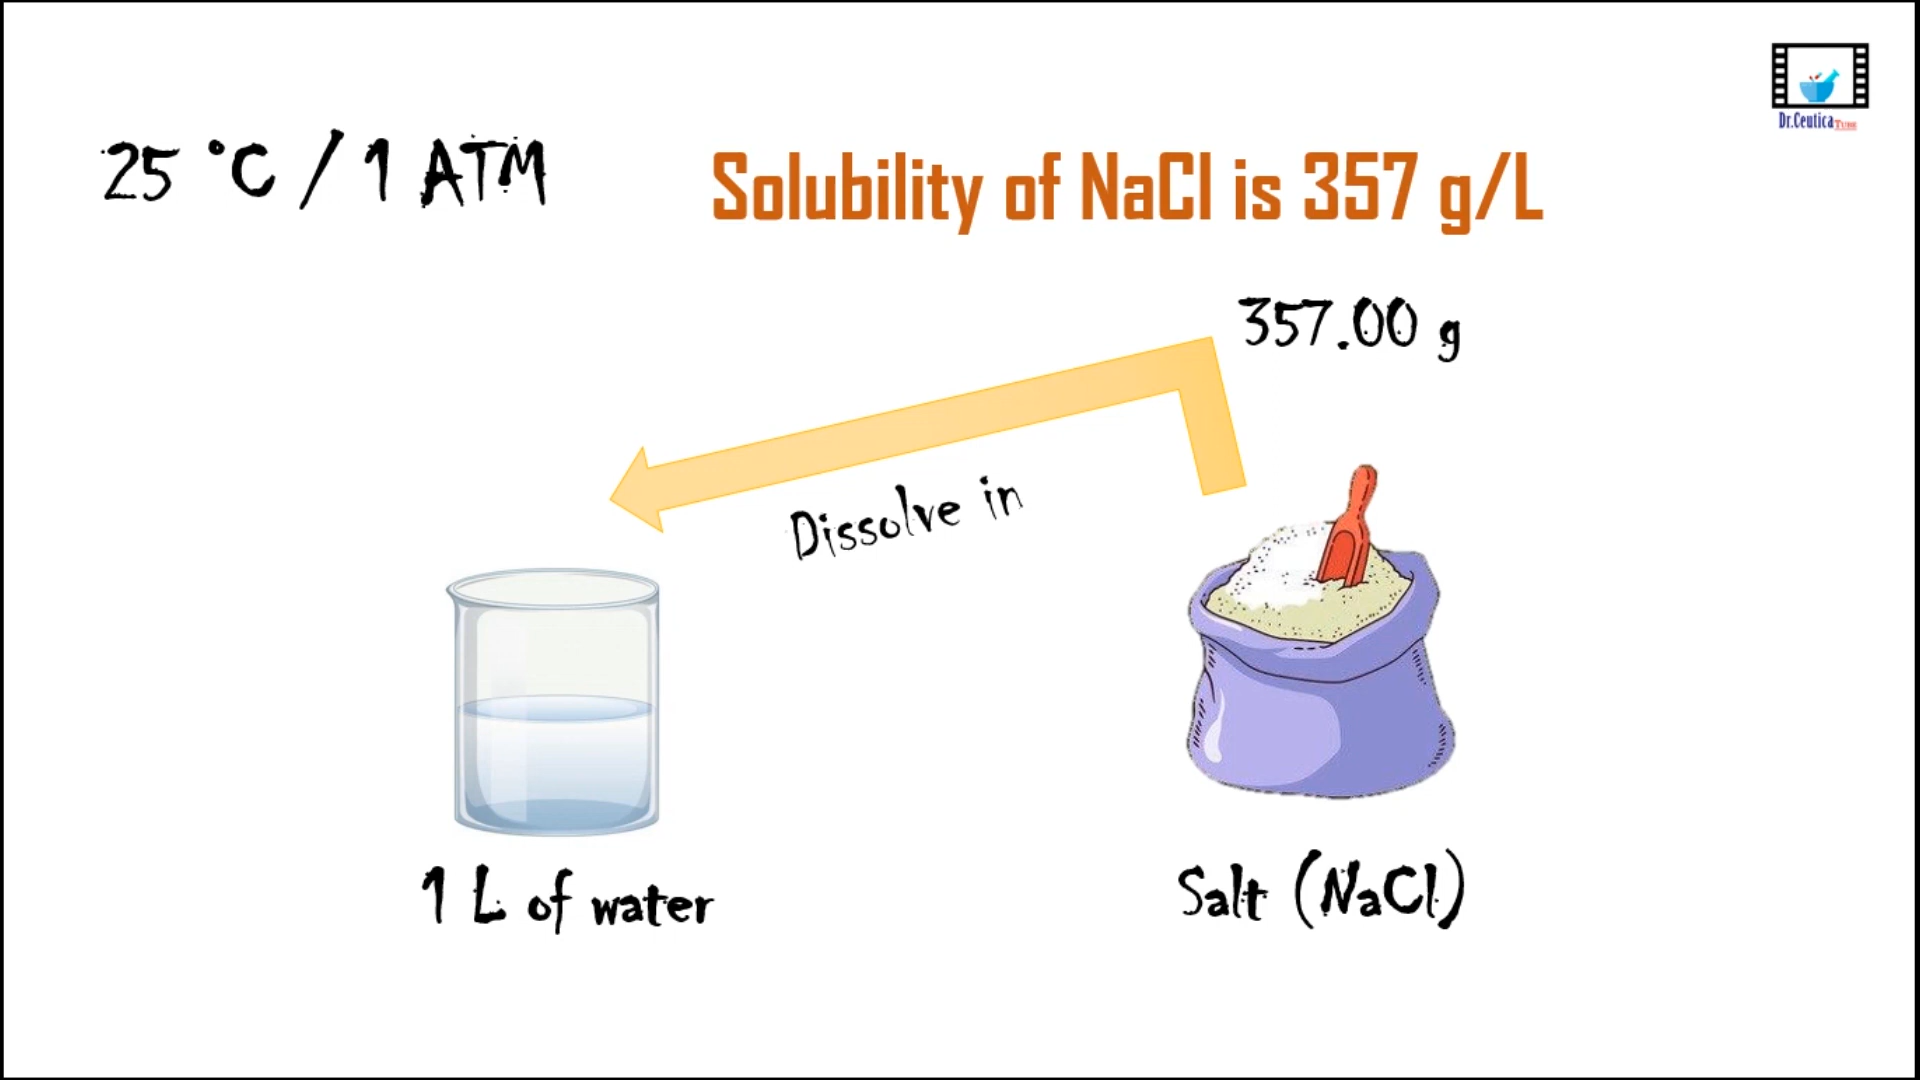 Dr.Ceutica TUBE
25 °C / 1 ATM
Solubility of NaCl is 357 g/L
357.00 g
Dissolve in
1 L of water
Salt (NaCl)